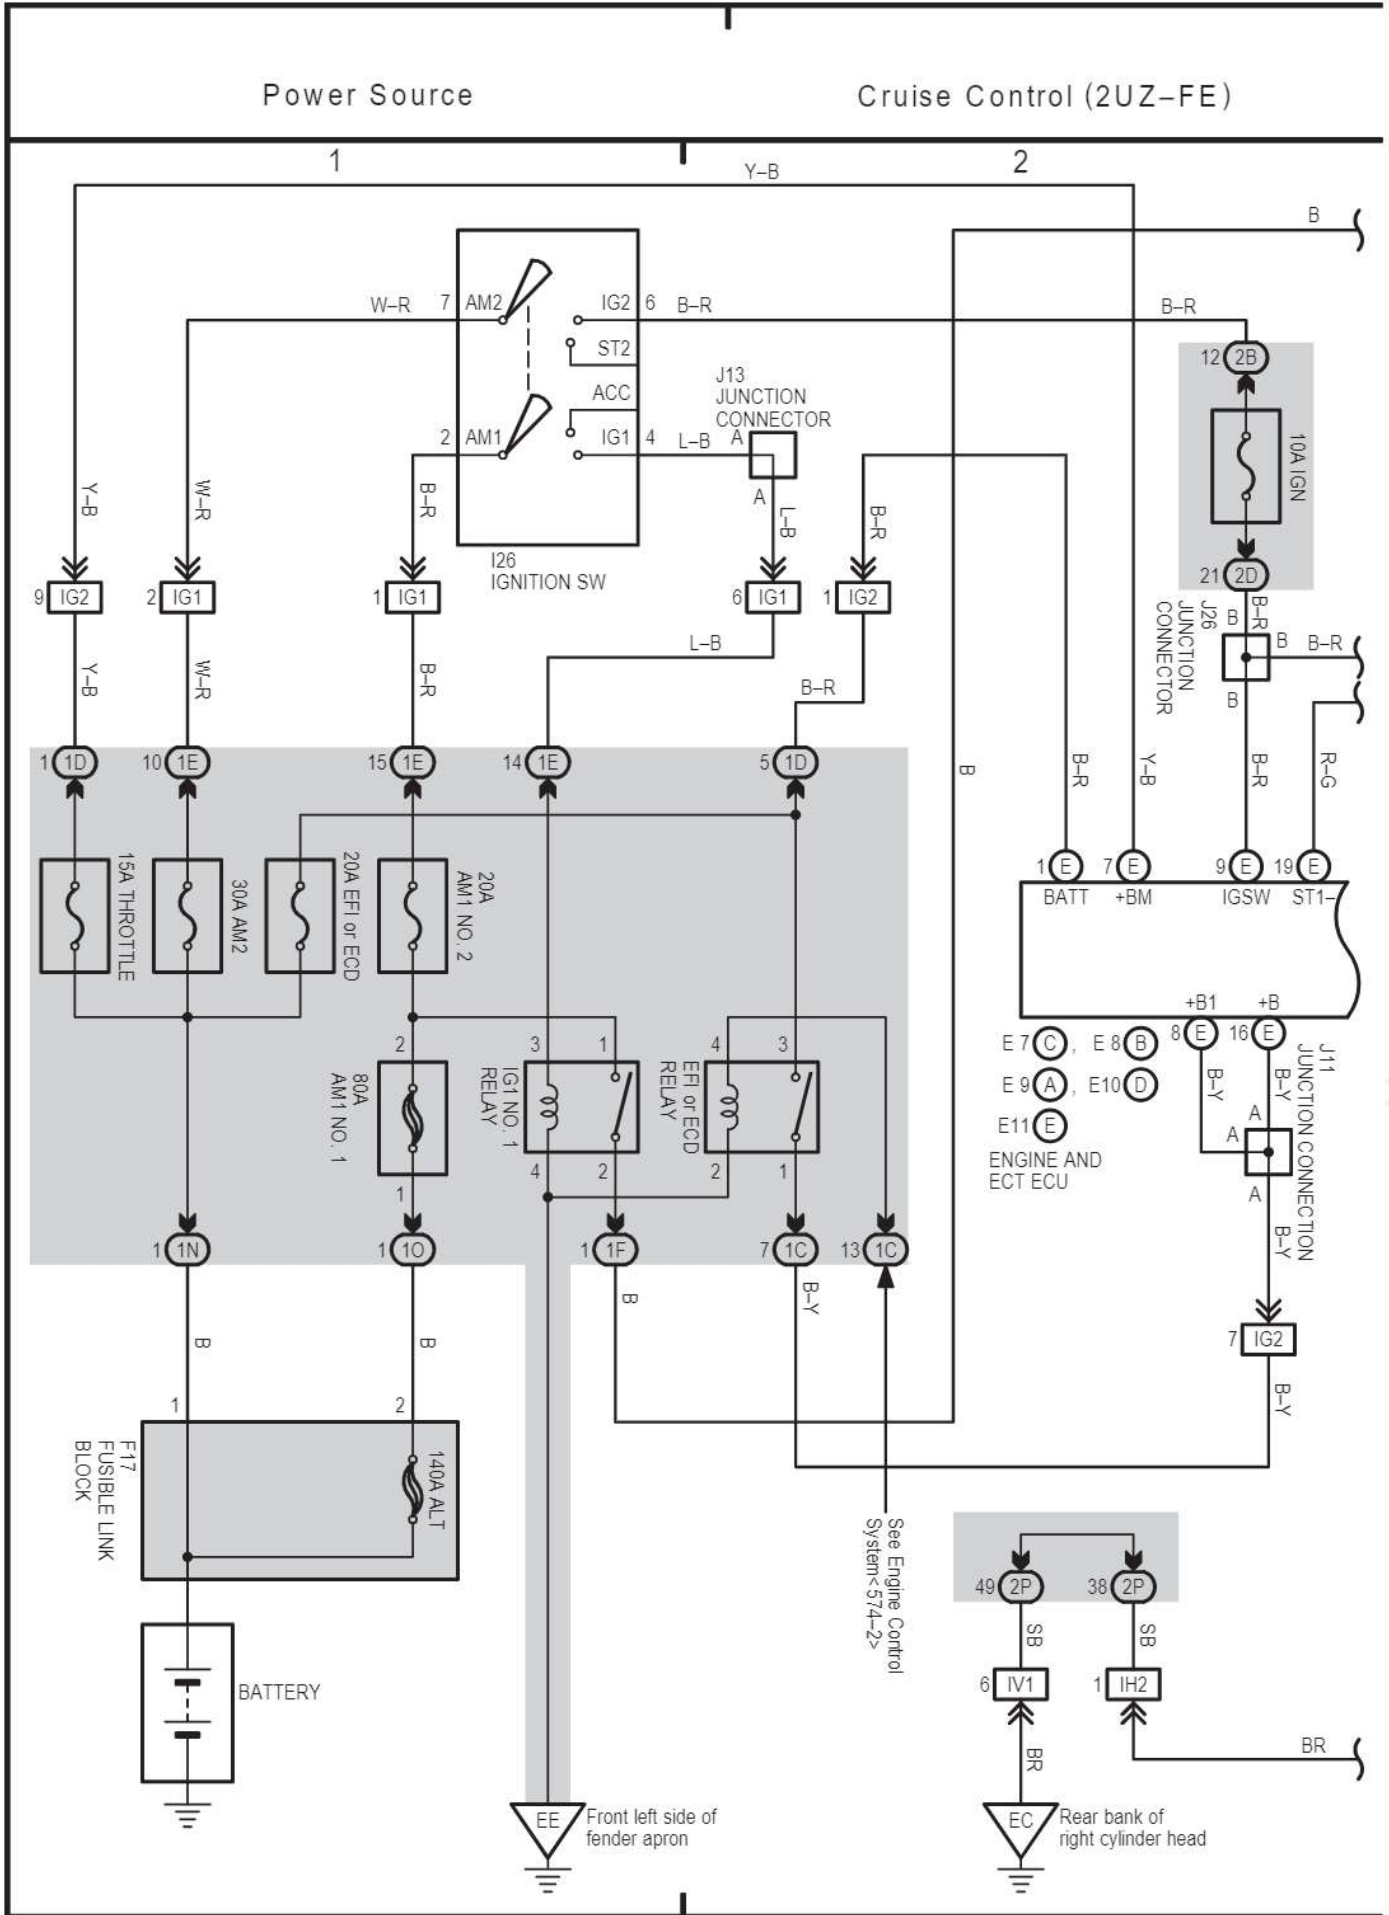 Power Source
Cruise Control (2UZ–FE)
1
2
Y–B
B
W–R
7
AM2
IG2
6
B–R
B–R
ST2
ACC
2
AM1
IG1
4
L–B
A
J13
JUNCTION
CONNECTOR
A
L–B
12
2B
10A IGN
21
2D
Y–B
W–R
B–R
B–R
I26
IGNITION SW
9
IG2
2
IG1
1
IG1
6
IG1
1
IG2
J26
JUNCTION
CONNECTOR
B–R
B
B
B–R
B
Y–B
W–R
B–R
L–B
B–R
1
1D
10
1E
15
1E
14
1E
5
1D
B
B–R
Y–B
B–R
R–G
15A THROTTLE
30A AM2
20A EFI or ECD
20A
AM1 NO. 2
1
E
7
E
9
E
19
E
BATT
+BM
IGSW
ST1–
+B1
+B
8
E
16
E
2
80A
AM1 NO. 1
1
3
1
IG1 NO. 1
RELAY
4
2
4
3
EFI or ECD
RELAY
2
1
E 7
C
,
E 8
B
E 9
A
,
E10
D
E11
E
ENGINE AND
ECT ECU
B–Y
B–Y
J11
JUNCTION CONNECTION
A
A
A
B–Y
1
1N
1
1O
1
1F
7
1C
13
1C
B
B
B
B–Y
7
IG2
B–Y
1
2
F17
FUSIBLE LINK
BLOCK
140A ALT
See Engine Control
System<574–2>
49
2P
38
2P
SB
SB
6
IV1
1
IH2
BATTERY
BR
BR
EE
Front left side of
fender apron
EC
Rear bank of
right cylinder head